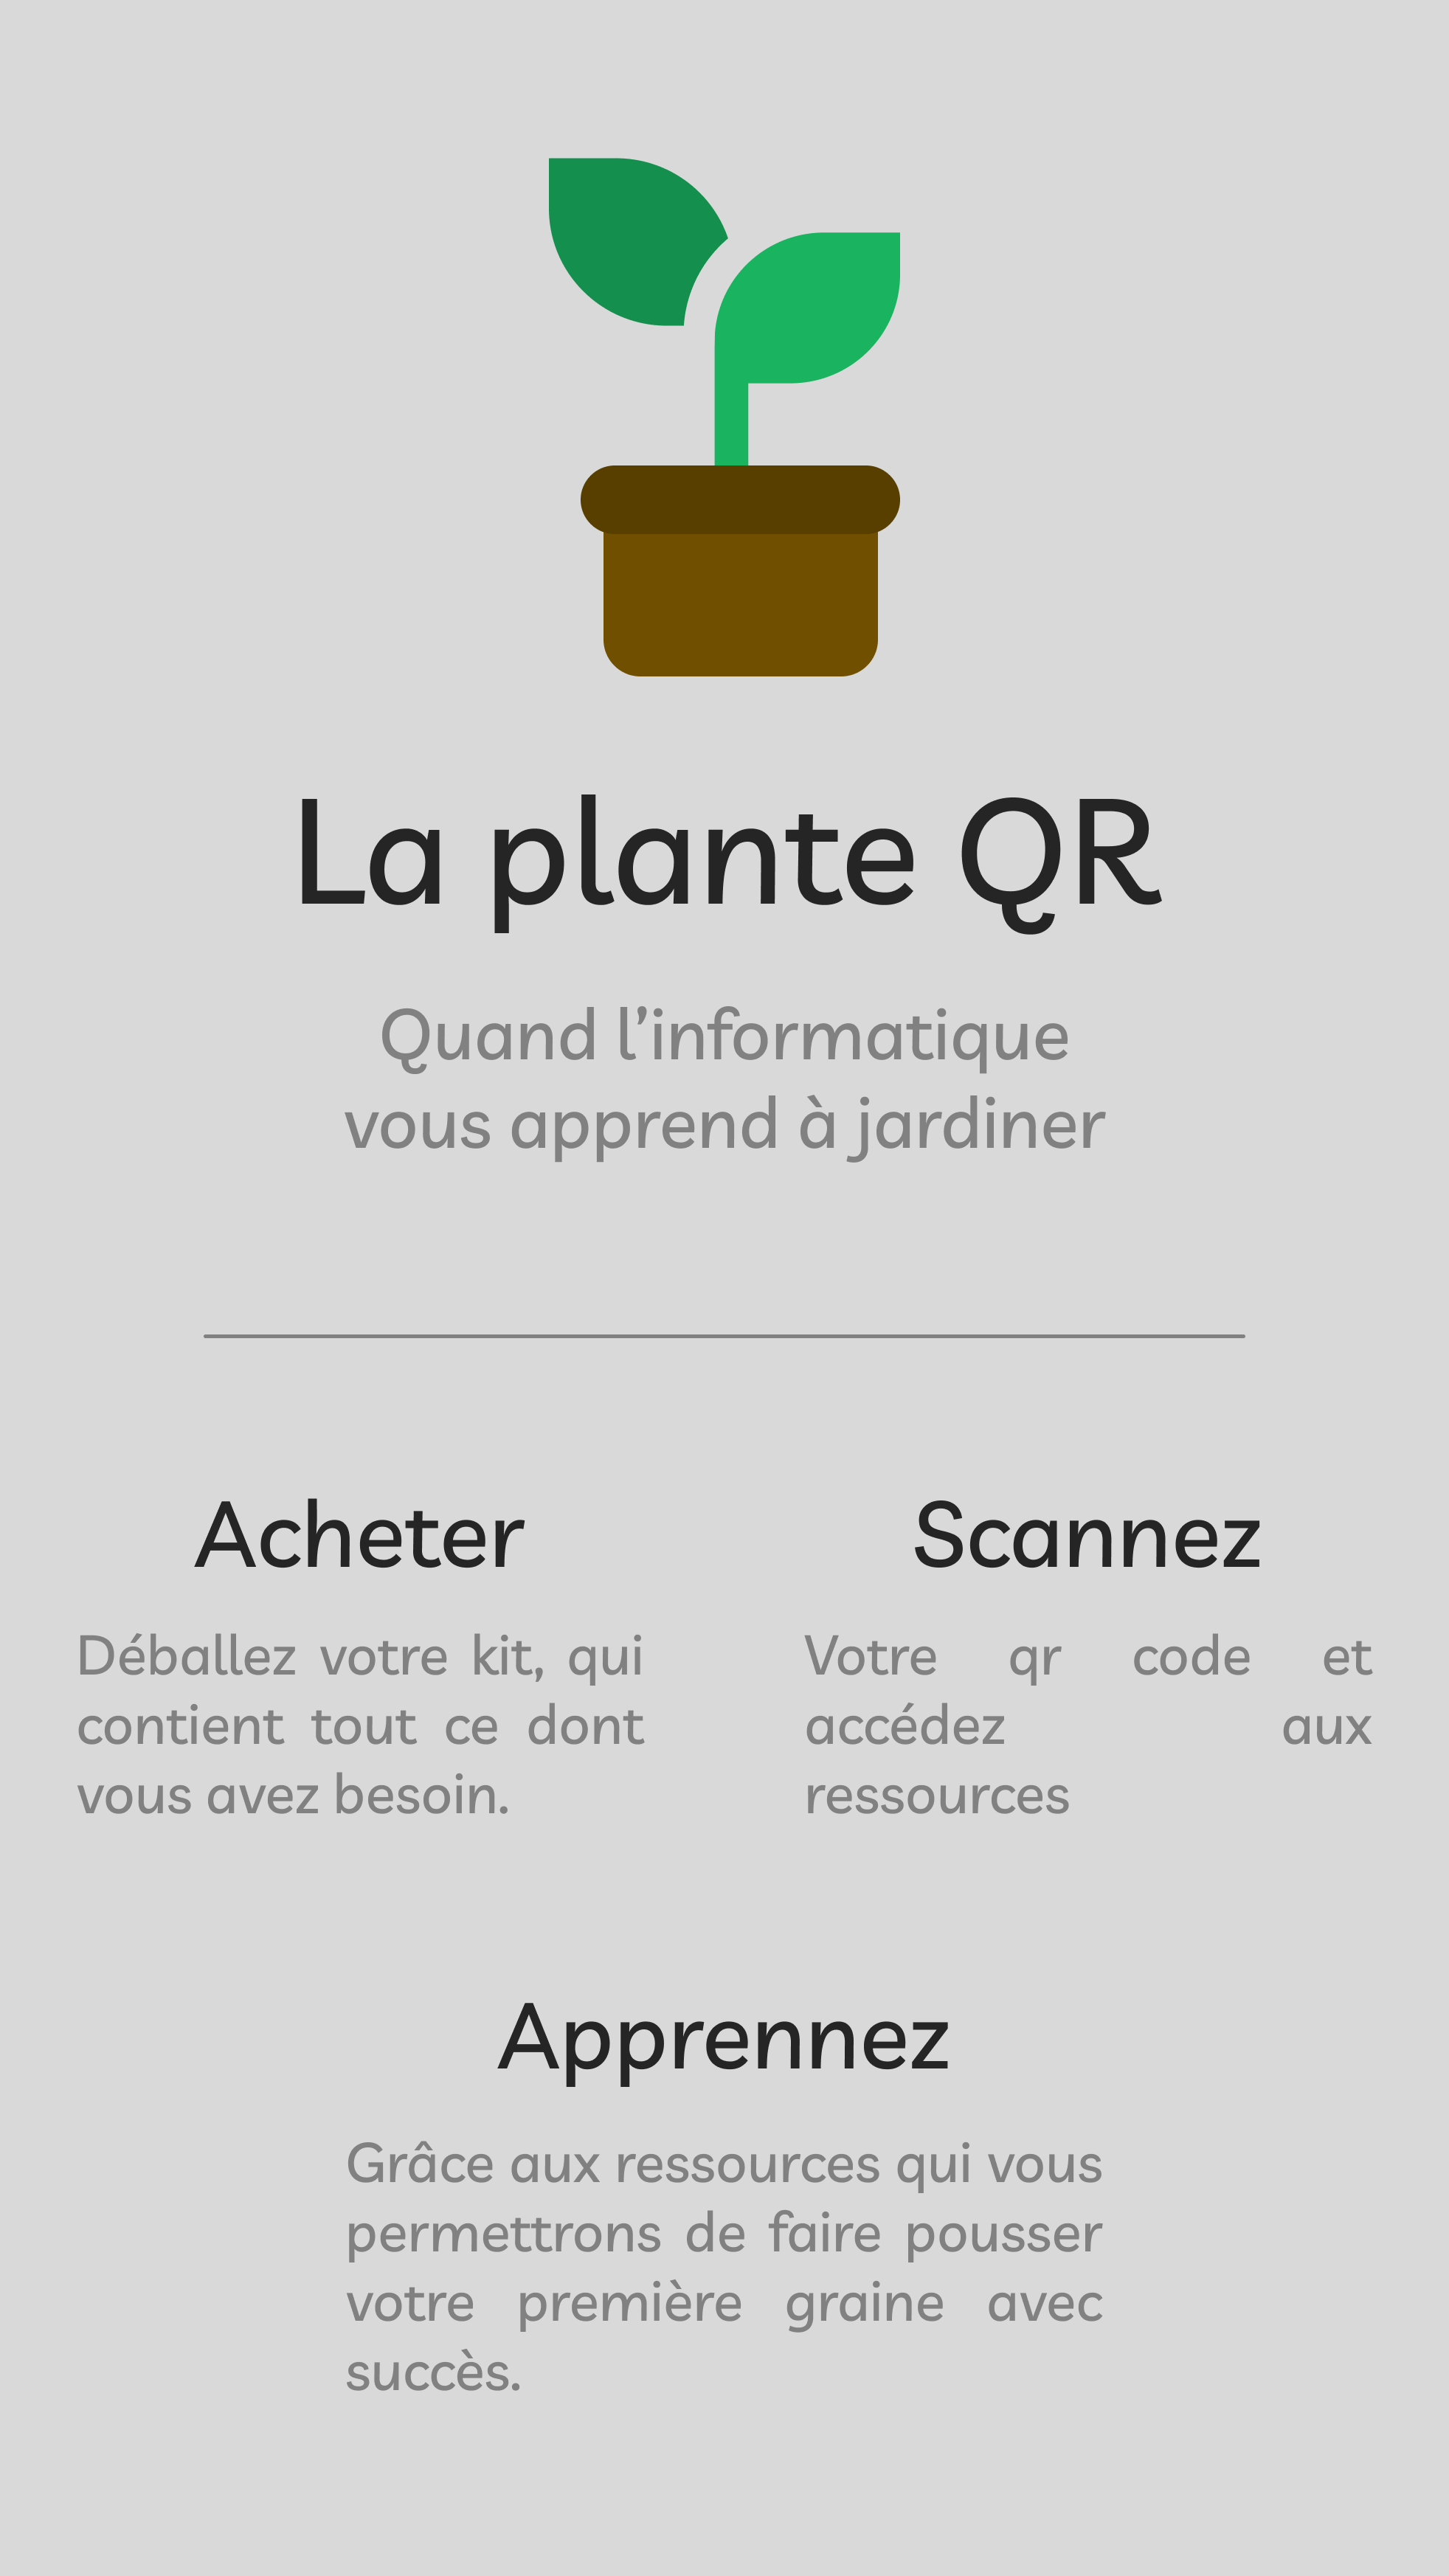 La plante QR
Quand l’informatique
vous apprend à jardiner
Acheter
Déballez votre kit, qui
contient tout ce dont
vous avez besoin.
Scannez
Votre qr code et
accédez aux
ressources
Apprennez
Grâce aux ressources qui vous
permettrons de faire pousser
votre première graine avec
succès.